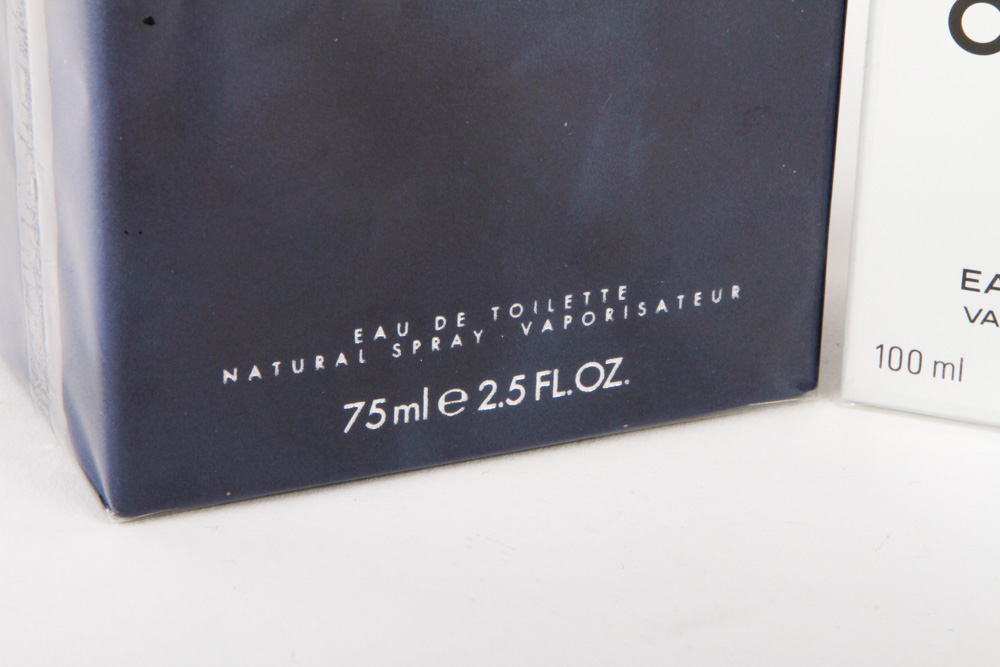 EAU DE TOILETTE
NATURAL SPRAY · VAPORISATEUR
75ml e 2.5 FL.OZ.
100 ml